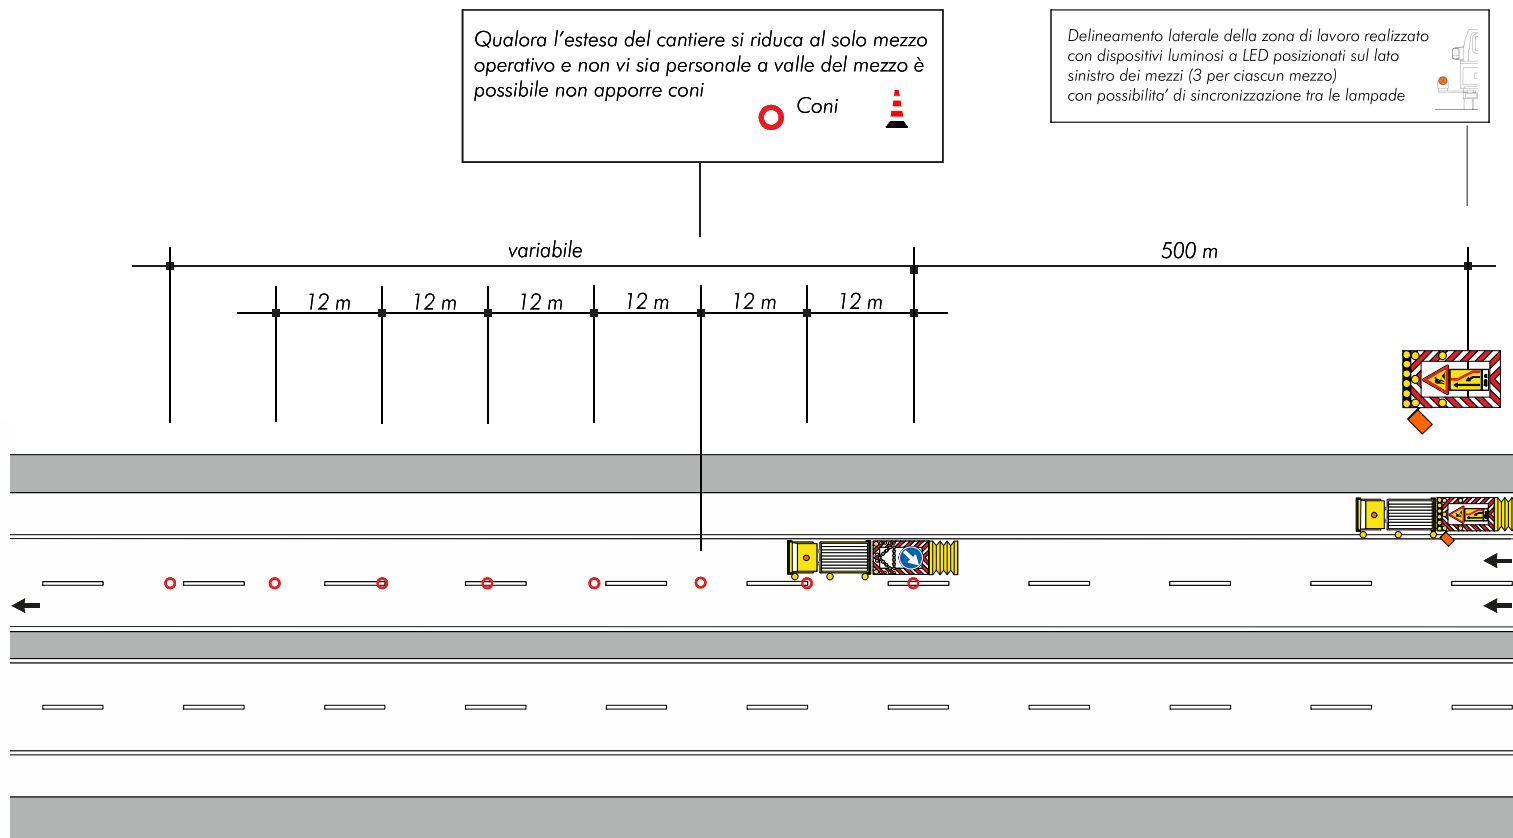 Qualora l'estesa del cantiere si riduca al solo mezzo
operativo e non vi sia personale a valle del mezzo è
possibile non apporre coni
Coni
Delineamento laterale della zona di lavoro realizzato
con dispositivi luminosi a LED posizionati sul lato
sinistro dei mezzi (3 per ciascun mezzo)
con possibilita' di sincronizzazione tra le lampade
variabile
500 m
12 m
12 m
12 m
12 m
12 m
12 m